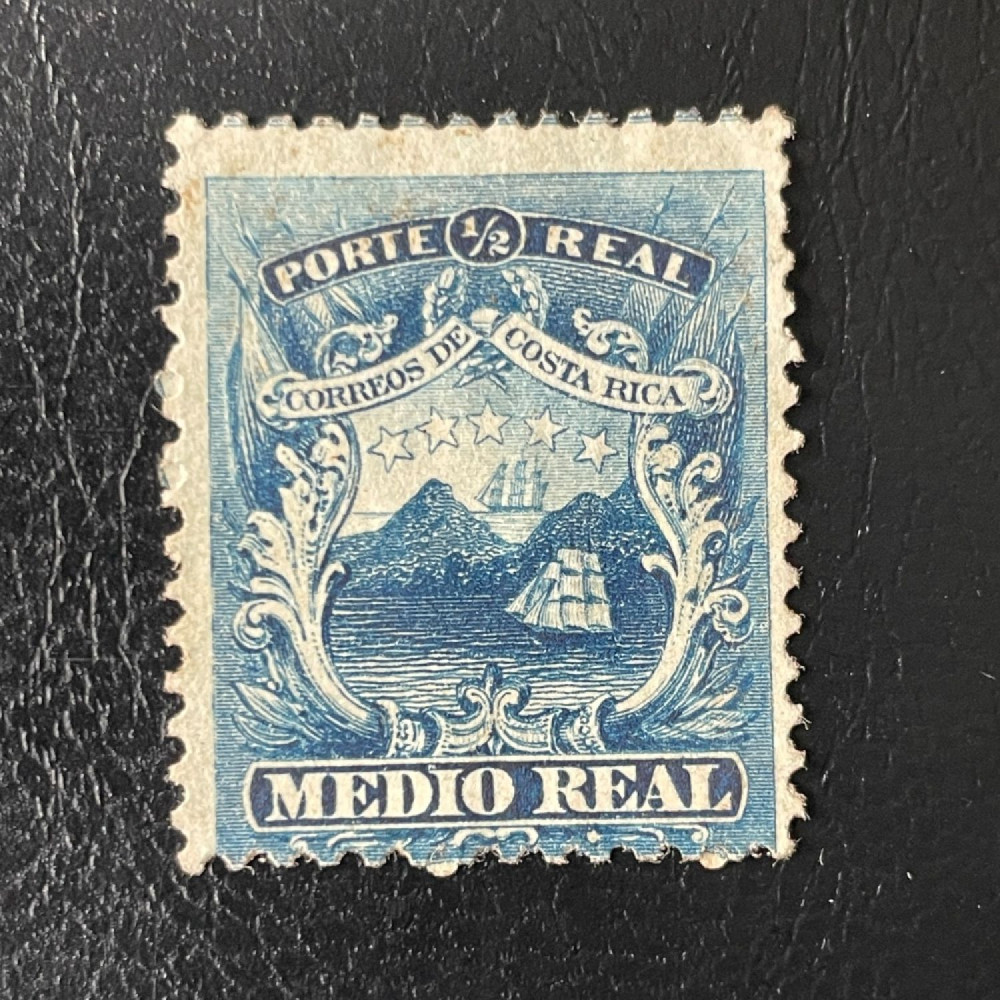 PORTE 1/2 REAL
CORREOS DE COSTA RICA
MEDIO REAL